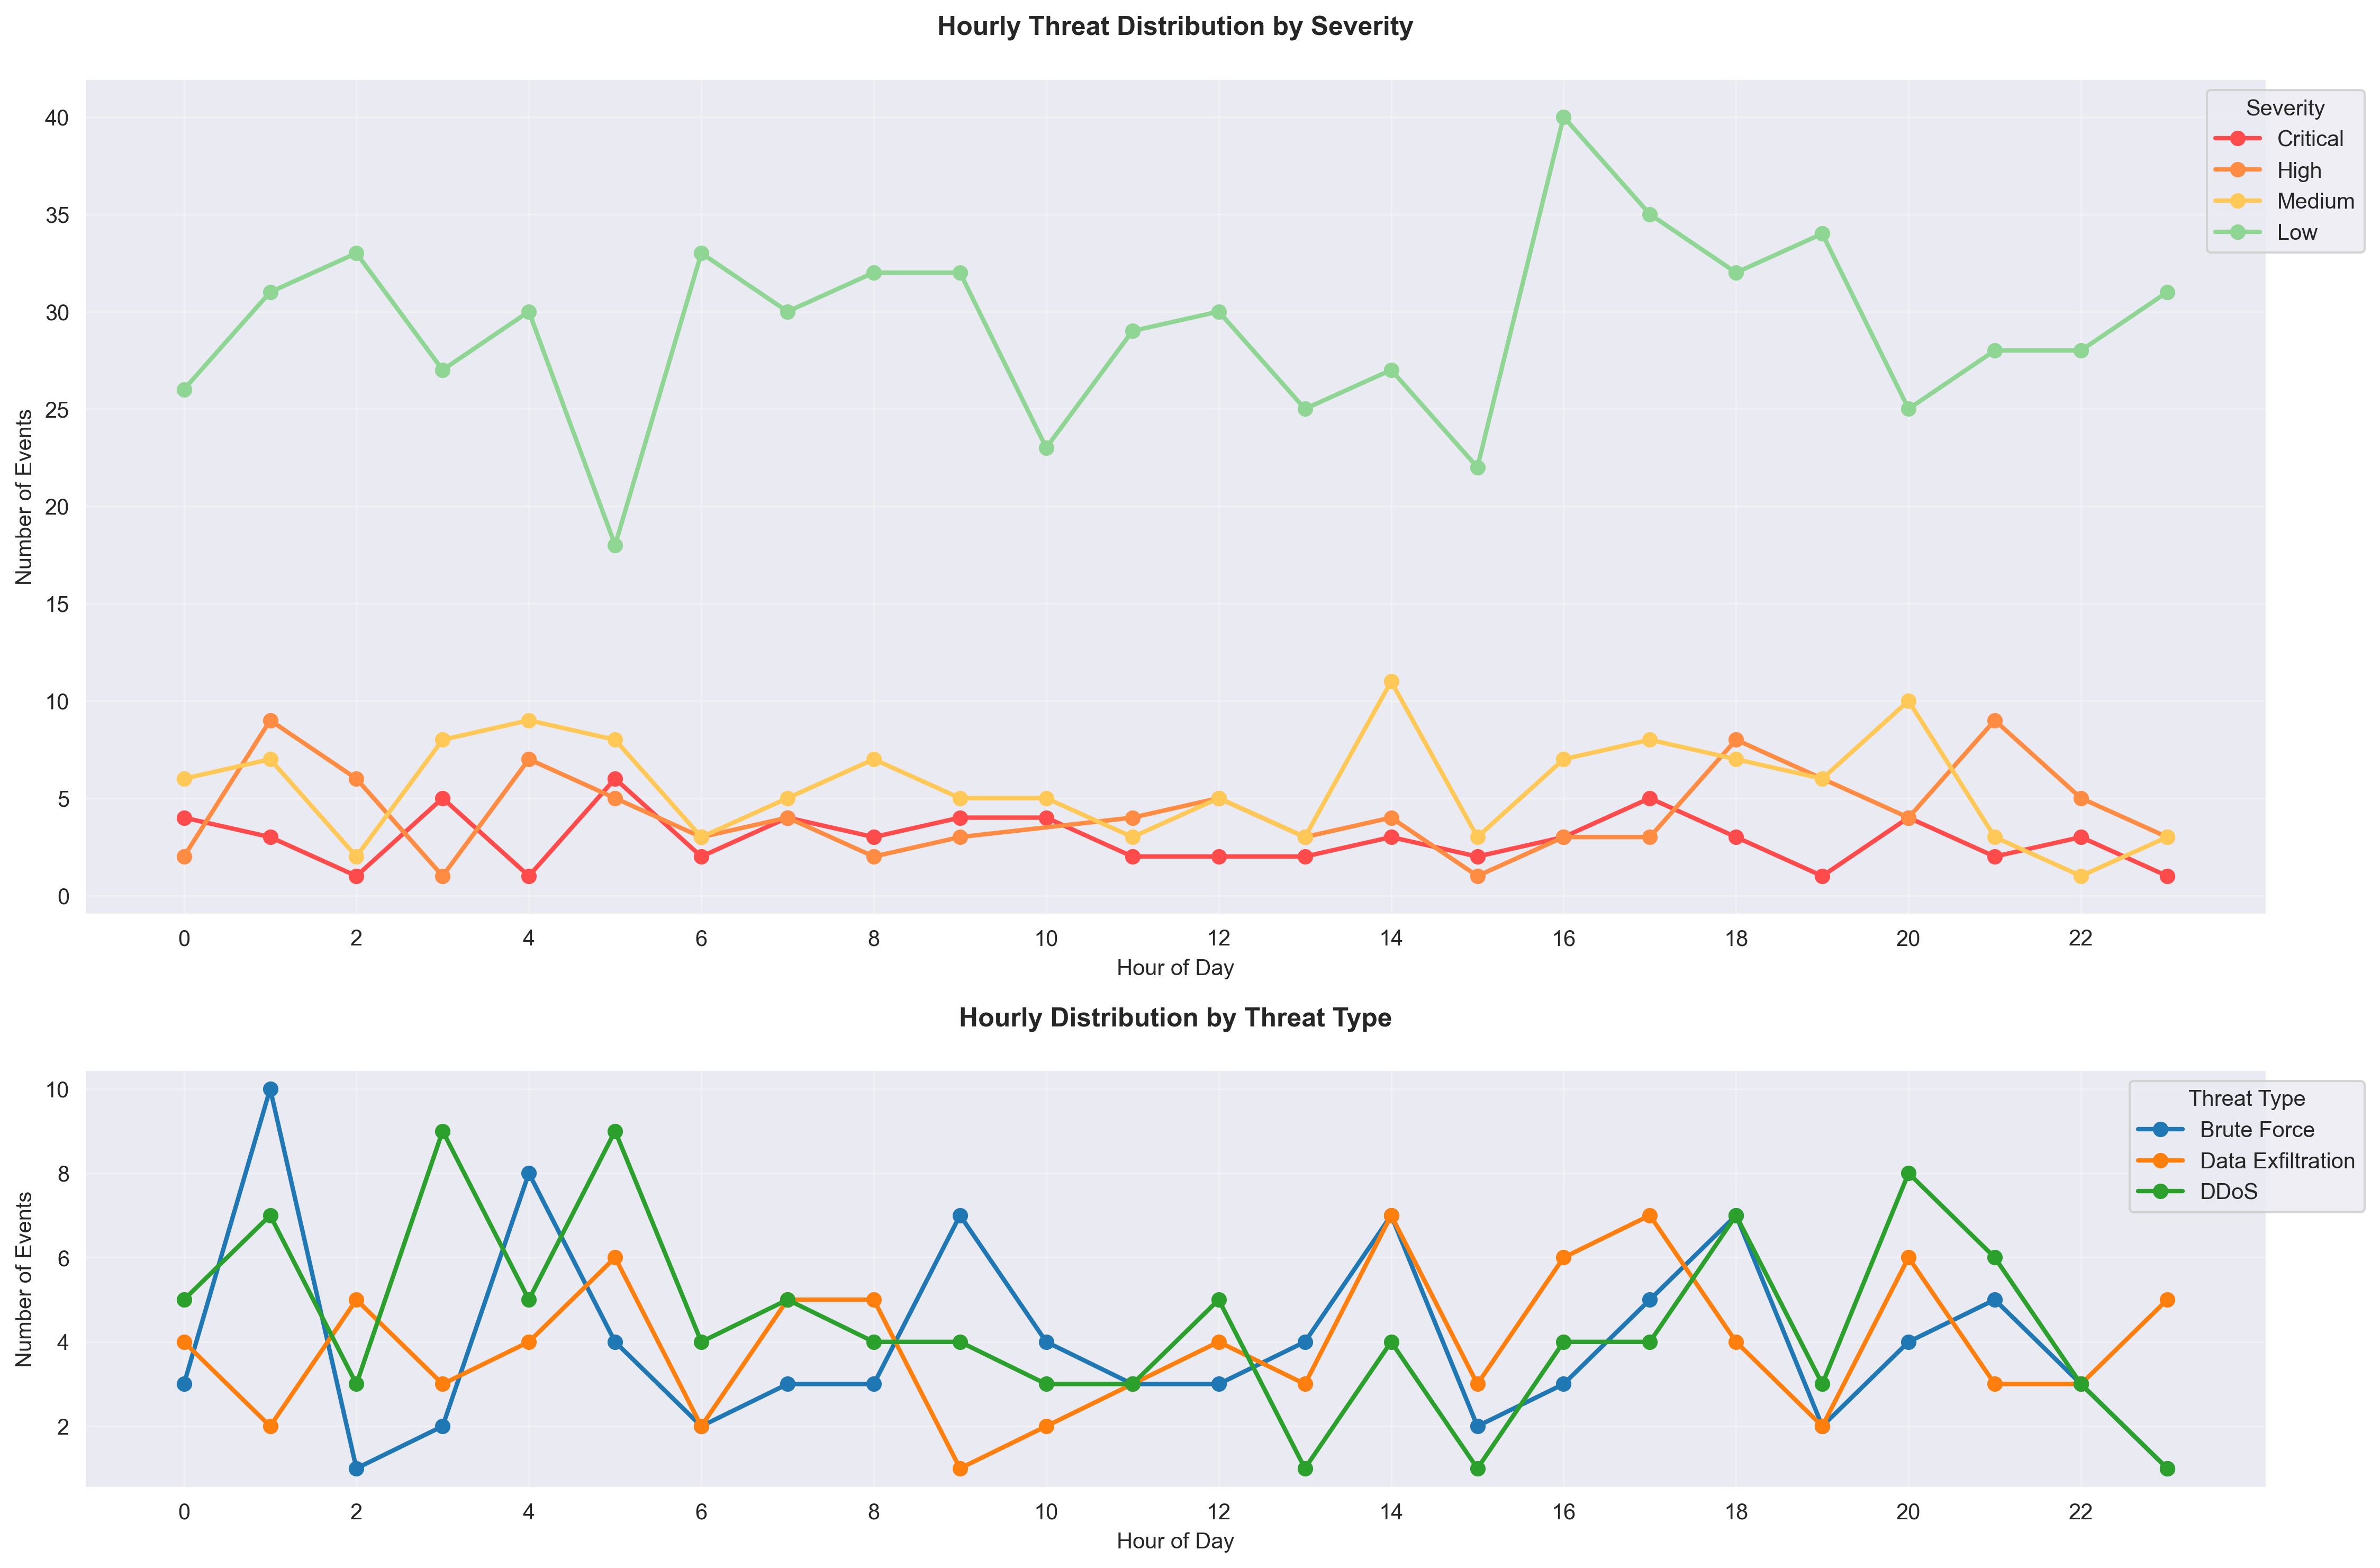 Hourly Threat Distribution by Severity
Number of Events
40
35
30
25
20
15
10
5
0
0 2 4 6 8 10 12 14 16 18 20 22
Hour of Day
Severity
Critical
High
Medium
Low
Hourly Distribution by Threat Type
Number of Events
10
8
6
4
2
0 2 4 6 8 10 12 14 16 18 20 22
Hour of Day
Threat Type
Brute Force
Data Exfiltration
DDoS